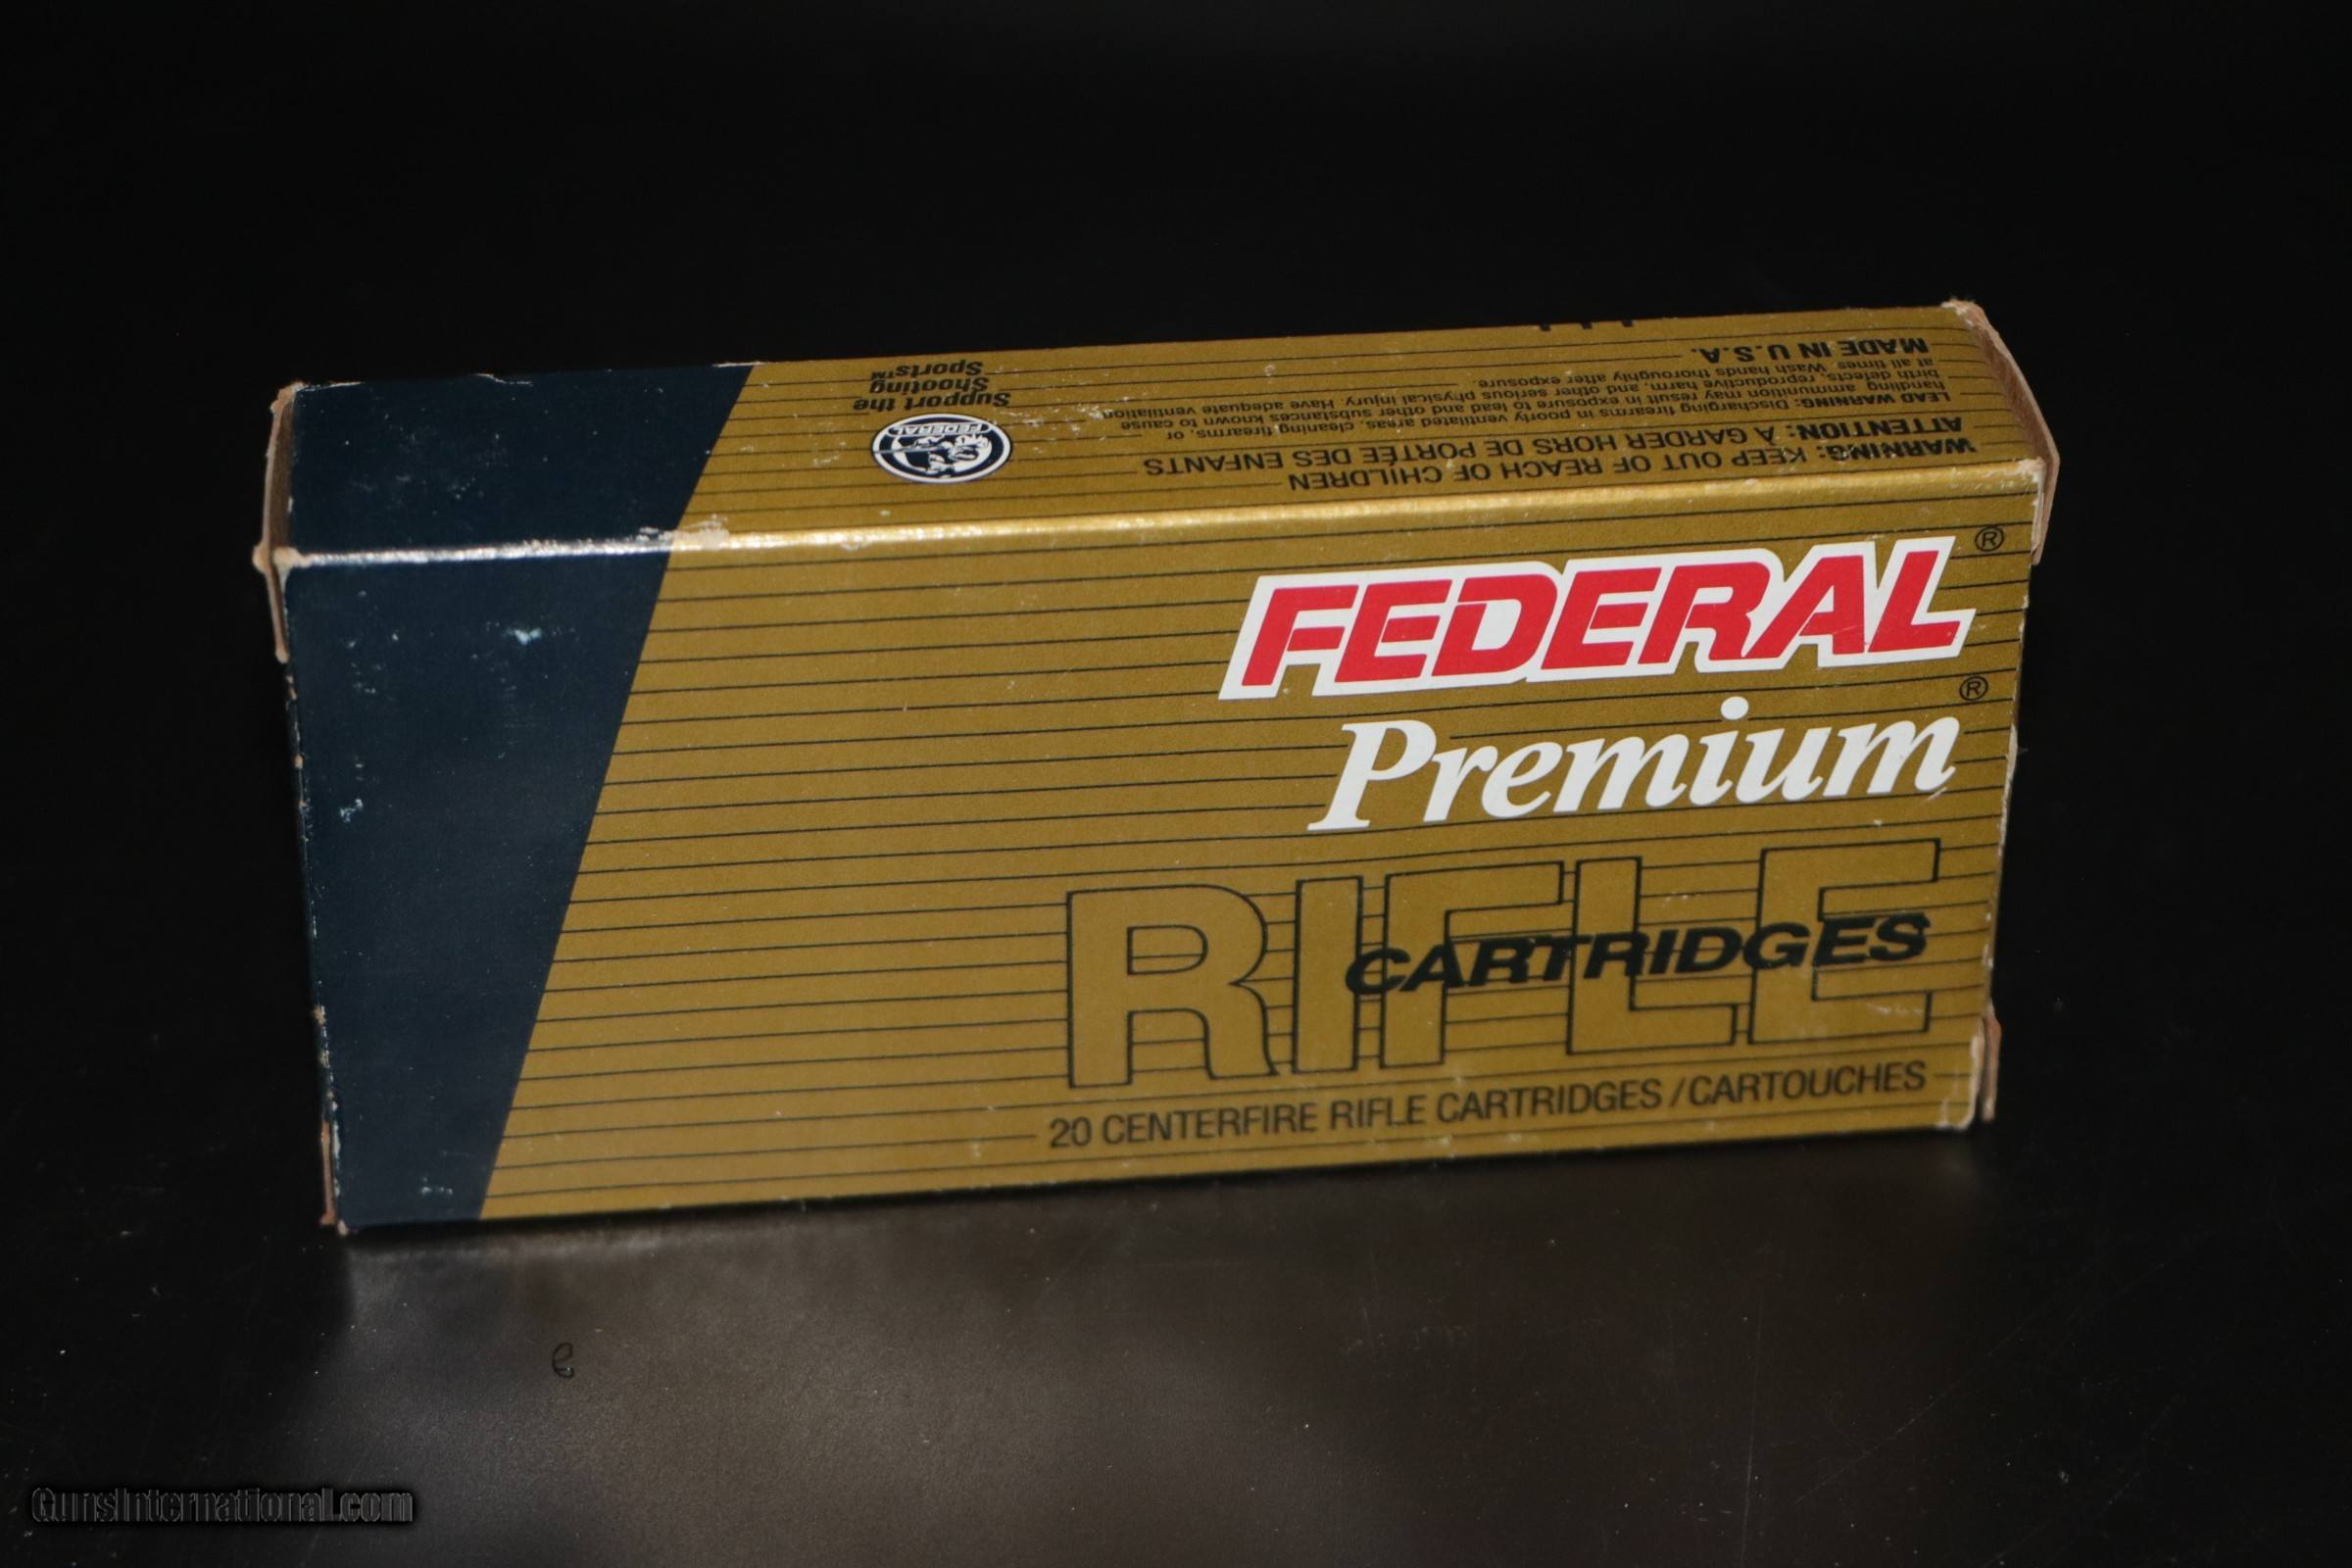 MADE IN U.S.A.
LEAD WARNING: Discharging firearms in poorly ventilated areas, cleaning firearms, or
handling ammunition may result in exposure to lead and other substances known to cause
birth defects, reproductive harm, and other serious physical injury. Have adequate ventilation
at all times. Wash hands thoroughly after exposure.
WARNING: KEEP OUT OF REACH OF CHILDREN
ATTENTION: À GARDER HORS DE PORTÉE DES ENFANTS
FEDERAL
Support the
Shooting
Sports™
FEDERAL®
Premium®
RIFLE
CARTRIDGES
20 CENTERFIRE RIFLE CARTRIDGES/CARTOUCHES
GunsInternational.com